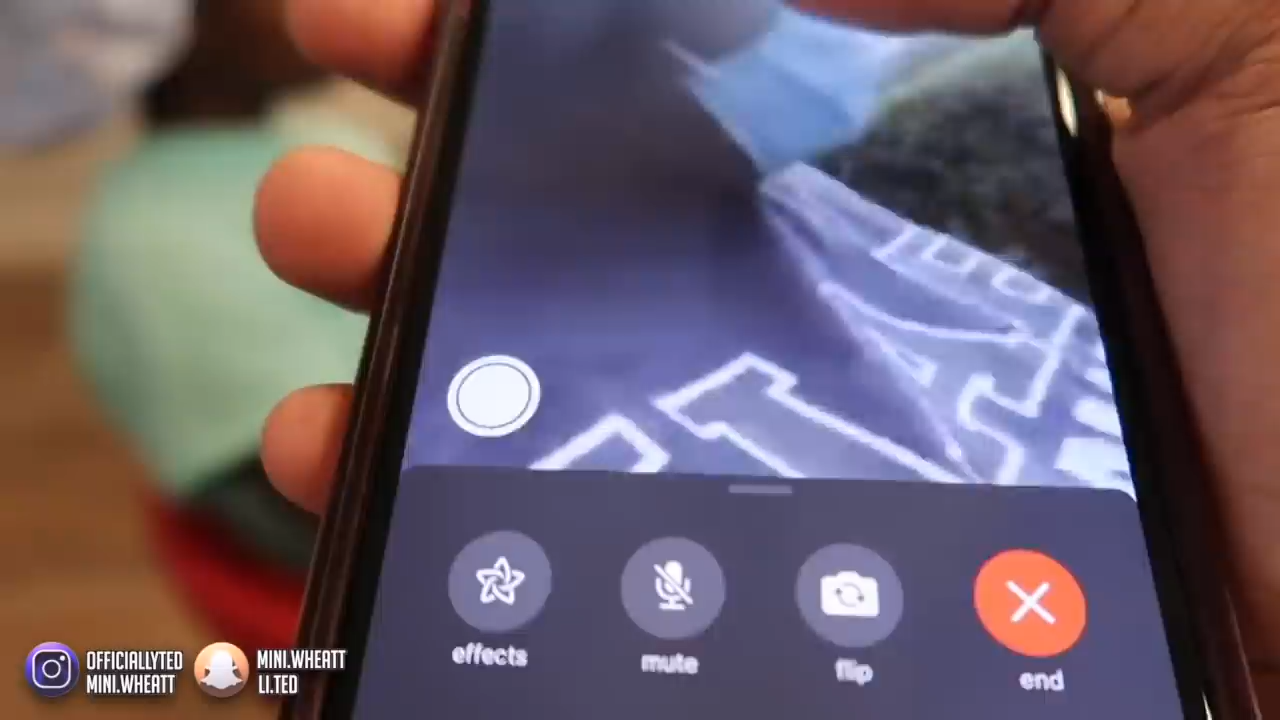 effects
mute
flip
end
OFFICIALLYTED
MINI.WHEATT
MINI.WHEATT
LI.TED